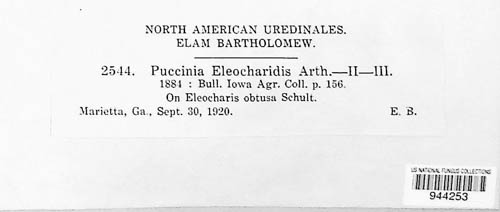 NORTH AMERICAN UREDINALES.
ELAM BARTHOLOMEW.
2544. Puccinia Eleocharidis Arth.—II—III.
1884 : Bull. Iowa Agr. Coll. p. 156.
On Eleocharis obtusa Schult.
Marietta, Ga., Sept. 30, 1920. E. B.
US NATIONAL FUNGUS COLLECTIONS
944253